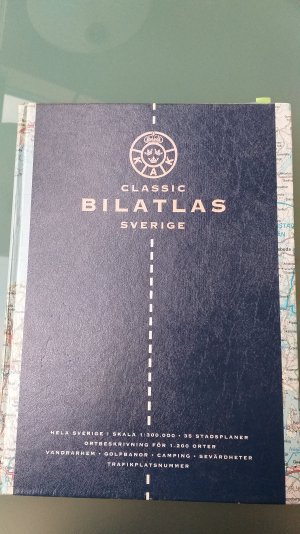 KAK
CLASSIC
BILATLAS
SVERIGE
HELA SVERIGE I SKALA 1:300.000 • 35 STADSPLANER
ORTBESKRIVNING FÖR 1.200 ORTER
VANDRARHEM • GOLFBANOR • CAMPING • SEVÄRDHETER
TRAFIKPLATSNUMMER